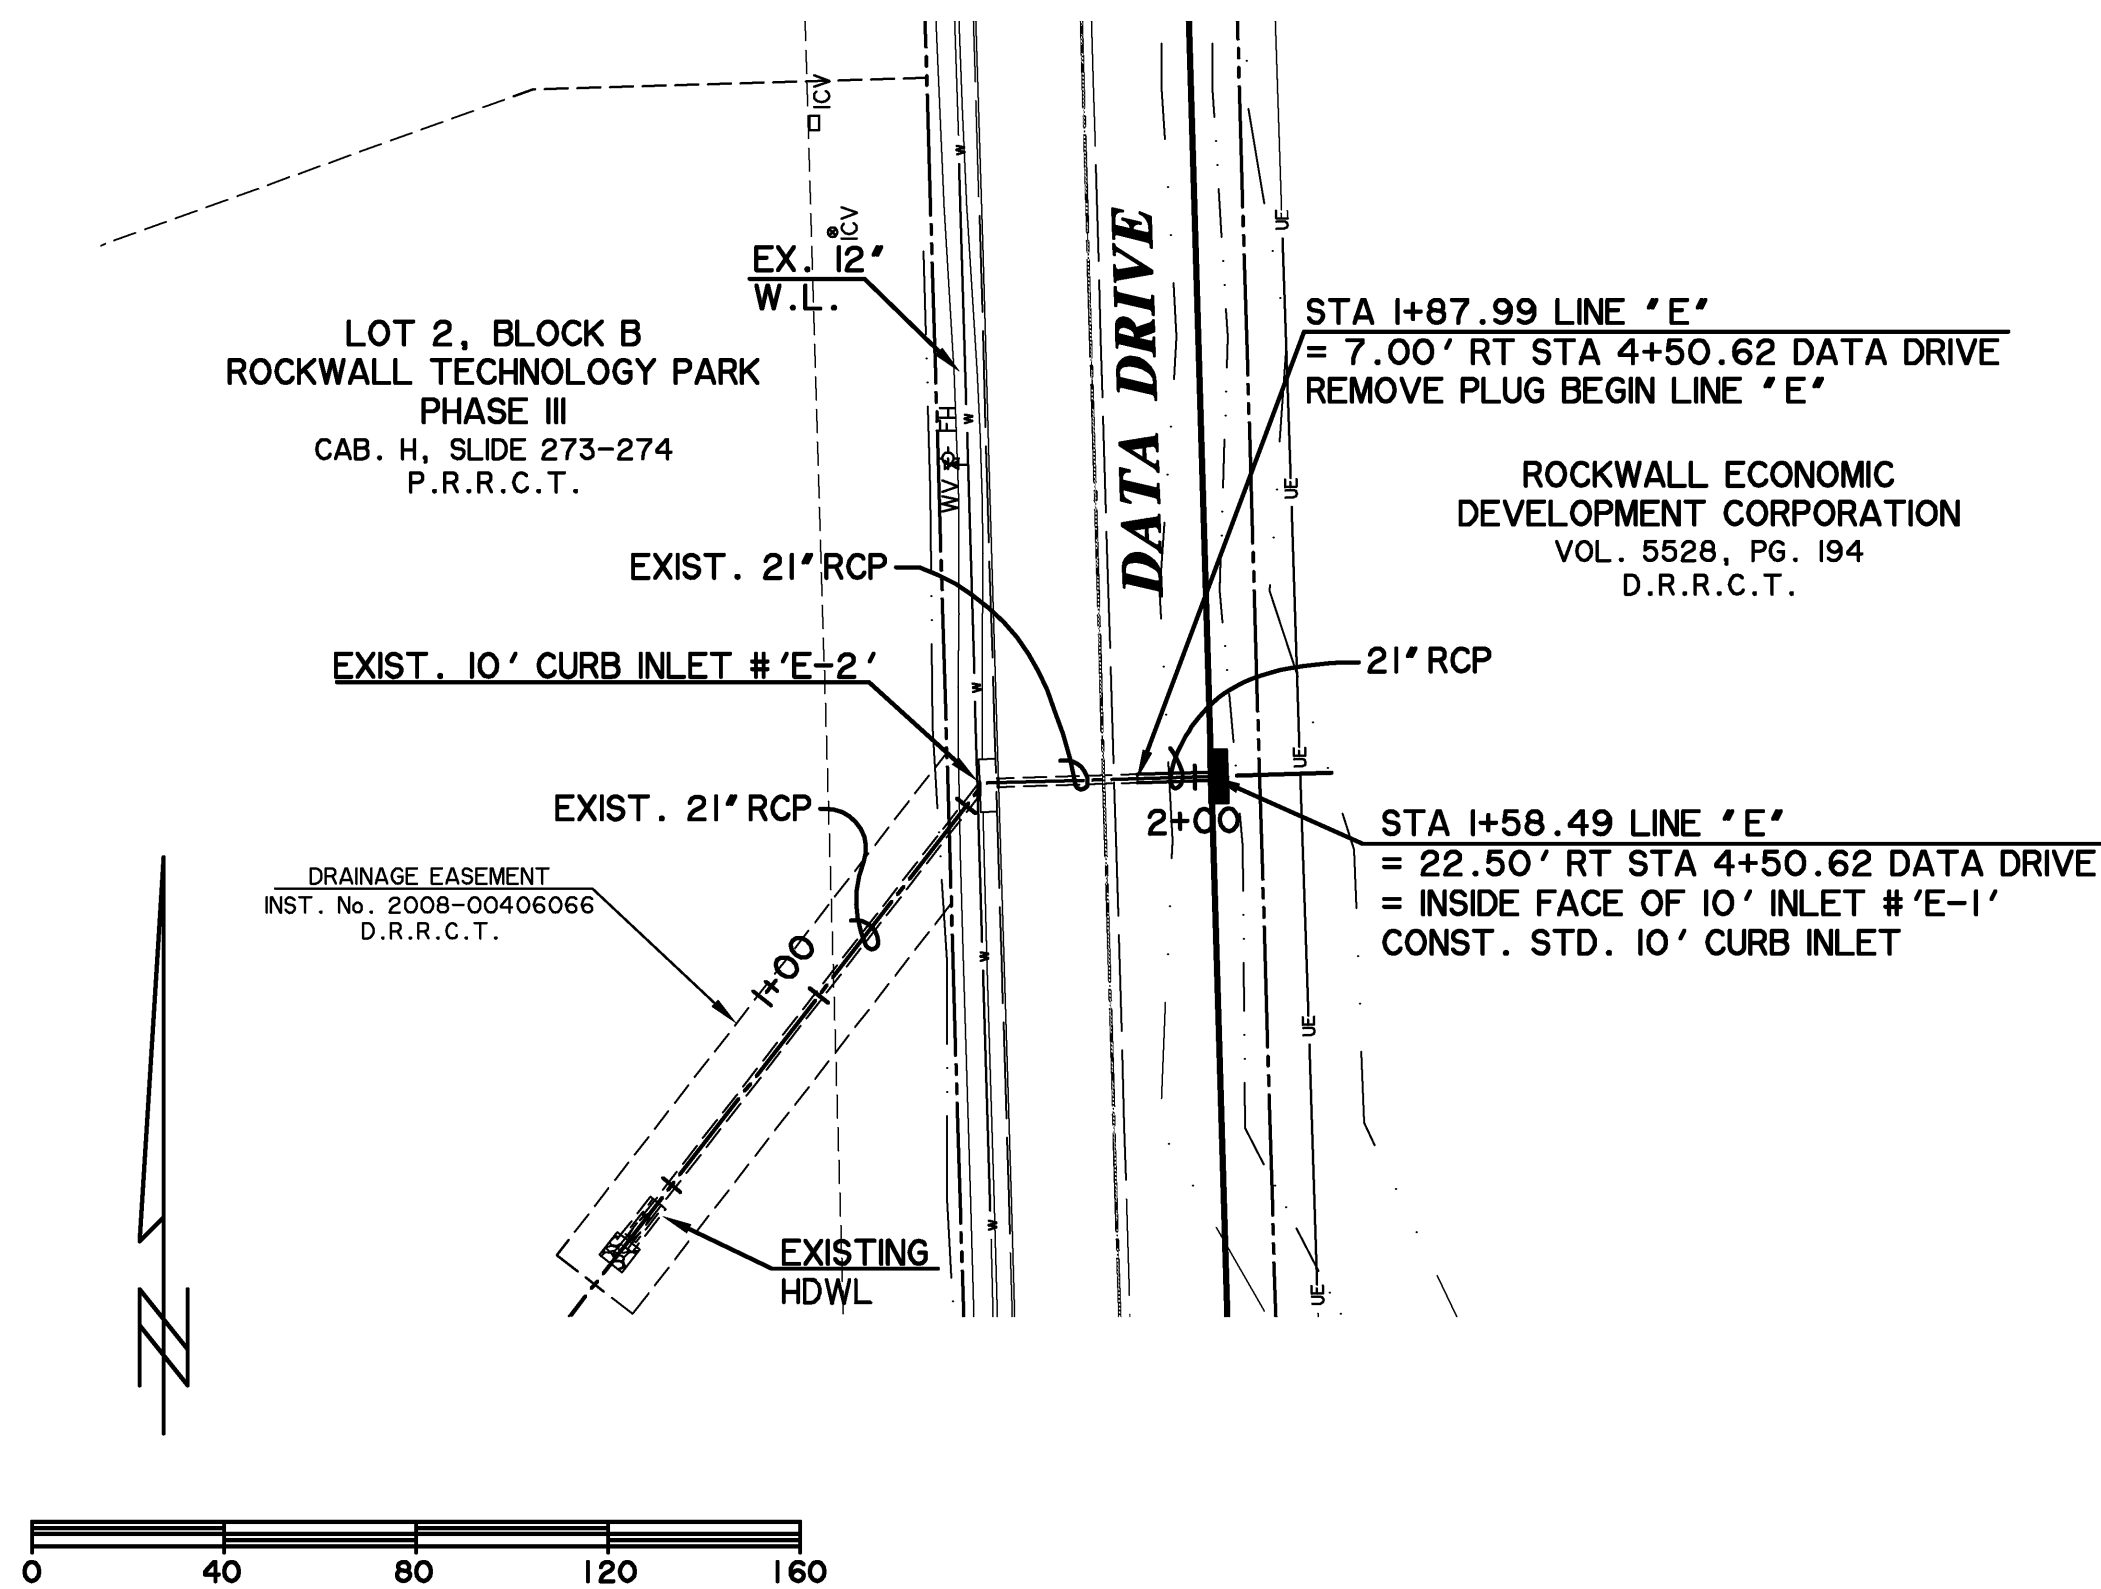 ICV
ICV
EX. 12"
W.L.
DATA DRIVE
LOT 2, BLOCK B
ROCKWALL TECHNOLOGY PARK
PHASE III
CAB. H, SLIDE 273-274
P.R.R.C.T.
STA 1+87.99 LINE "E"
= 7.00' RT STA 4+50.62 DATA DRIVE
REMOVE PLUG BEGIN LINE "E"
ROCKWALL ECONOMIC
DEVELOPMENT CORPORATION
VOL. 5528, PG. 194
D.R.R.C.T.
FH
WV
W
W
W
W
W
UE
UE
UE
UE
UE
EXIST. 21" RCP
EXIST. 10' CURB INLET #'E-2'
21" RCP
EXIST. 21" RCP
2+00
STA 1+58.49 LINE "E"
= 22.50' RT STA 4+50.62 DATA DRIVE
= INSIDE FACE OF 10' INLET #'E-1'
CONST. STD. 10' CURB INLET
DRAINAGE EASEMENT
INST. No. 2008-00406066
D.R.R.C.T.
1+00
EXISTING
HDWL
N
0 40 80 120 160